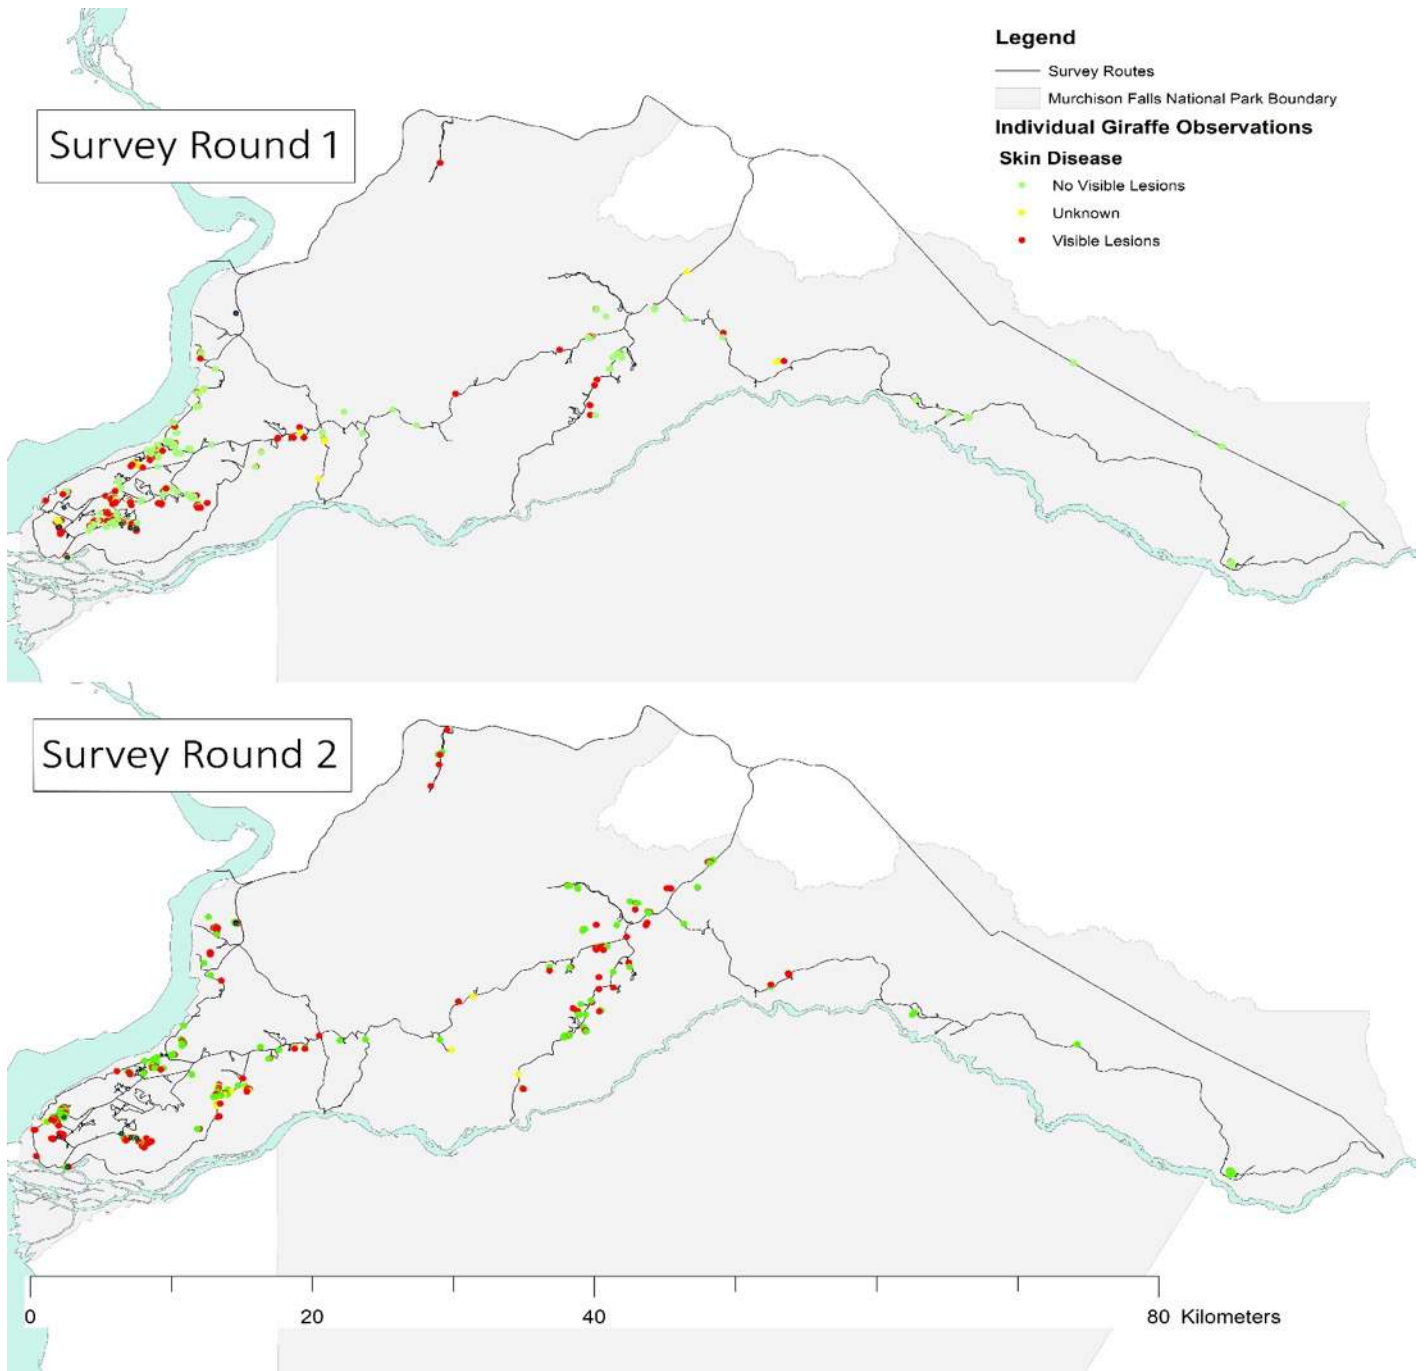 Legend
Survey Routes
Murchison Falls National Park Boundary
Individual Giraffe Observations
Skin Disease
No Visible Lesions
Unknown
Visible Lesions
Survey Round 1
Survey Round 2
0 20 40 80 Kilometers